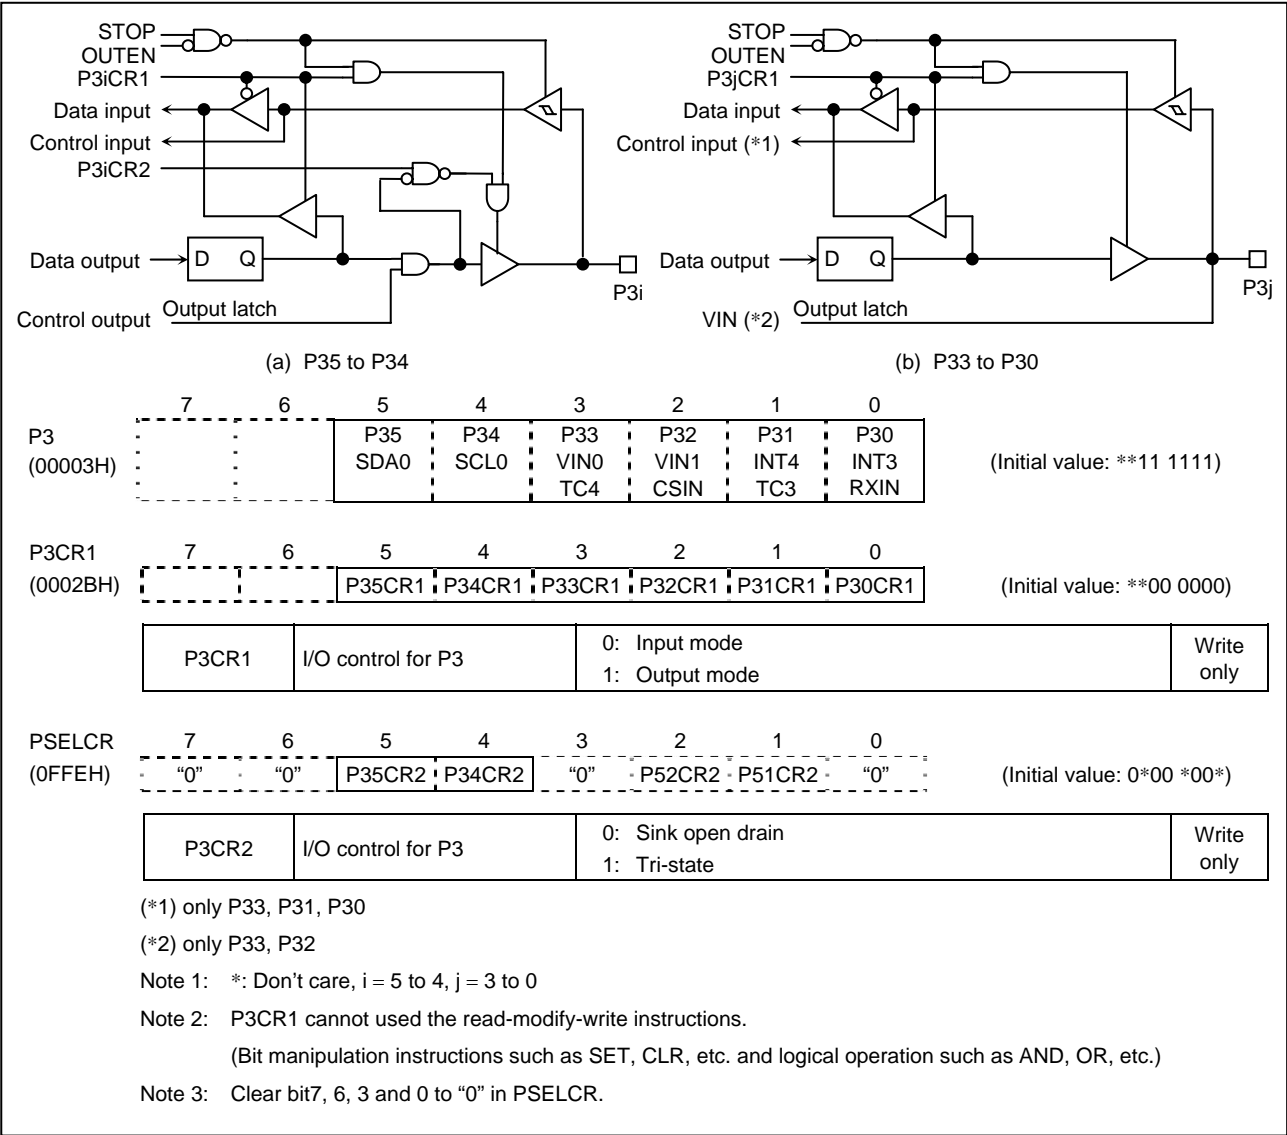 STOP
OUTEN
P3iCR1
Data input
Control input
P3iCR2
Data output
D Q
P3i
Output latch
Control output
(a) P35 to P34
STOP
OUTEN
P3jCR1
Data input
Control input (*1)
Data output
D Q
P3j
Output latch
VIN (*2)
(b) P33 to P30
7 6 5 4 3 2 1 0
P3
(00003H)
P35 P34 P33 P32 P31 P30
SDA0 SCL0 VIN0 VIN1 INT4 INT3
TC4 CSIN TC3 RXIN
(Initial value: **11 1111)
P3CR1 7 6 5 4 3 2 1 0
(0002BH) P35CR1 P34CR1 P33CR1 P32CR1 P31CR1 P30CR1 (Initial value: **00 0000)
P3CR1 I/O control for P3
0: Input mode
1: Output mode
Write
only
PSELCR 7 6 5 4 3 2 1 0
(0FFEH) “0” “0” P35CR2 P34CR2 “0” P52CR2 P51CR2 “0” (Initial value: 0*00 *00*)
P3CR2 I/O control for P3
0: Sink open drain
1: Tri-state
Write
only
(*1) only P33, P31, P30
(*2) only P33, P32
Note 1: *: Don’t care, i = 5 to 4, j = 3 to 0
Note 2: P3CR1 cannot used the read-modify-write instructions.
(Bit manipulation instructions such as SET, CLR, etc. and logical operation such as AND, OR, etc.)
Note 3: Clear bit7, 6, 3 and 0 to “0” in PSELCR.